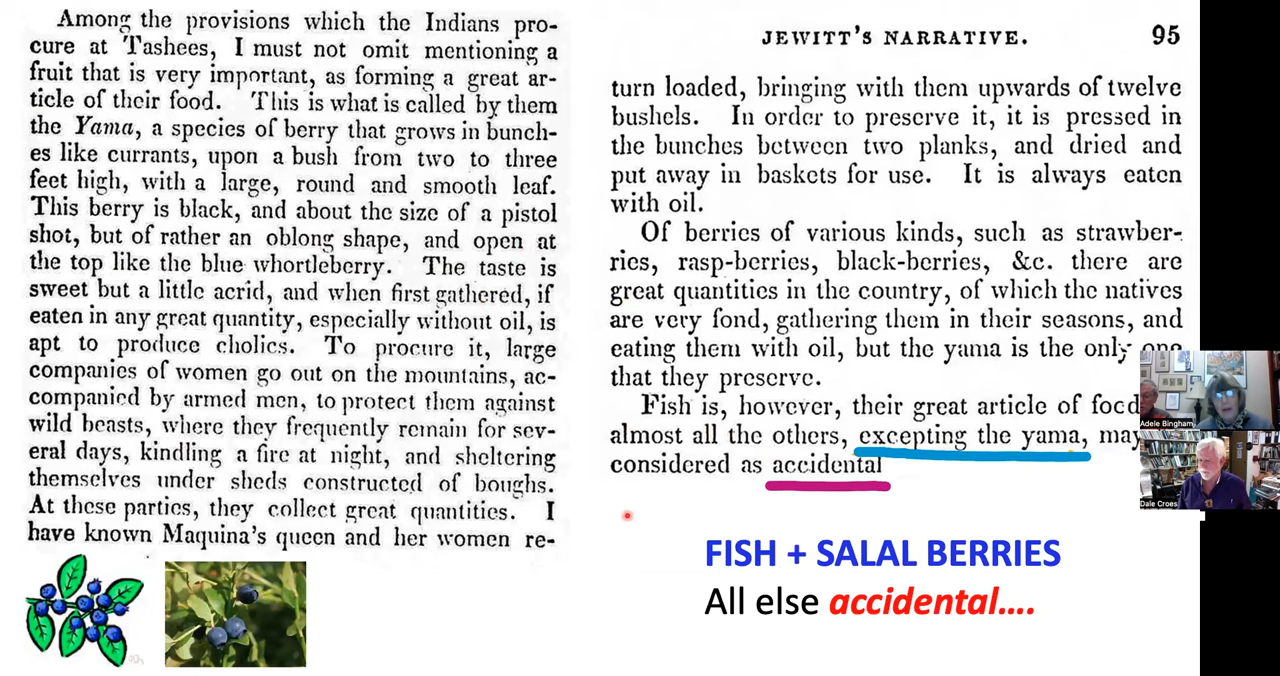 Among the provisions which the Indians pro-
cure at Tashees, I must not omit mentioning a
fruit that is very important, as forming a great ar-
ticle of their food. This is what is called by them
the Yama, a species of berry that grows in bunch-
es like currants, upon a bush from two to three
feet high, with a large, round and smooth leaf.
This berry is black, and about the size of a pistol
shot, but of rather an oblong shape, and open at
the top like the blue whortleberry. The taste is
sweet but a little acrid, and when first gathered, if
eaten in any great quantity, especially without oil, is
apt to produce cholics. To procure it, large
companies of women go out on the mountains, ac-
companied by armed men, to protect them against
wild beasts, where they frequently remain for sev-
eral days, kindling a fire at night, and sheltering
themselves under sheds constructed of boughs.
At these parties, they collect great quantities. I
have known Maquina's queen and her women re-
JEWITT'S NARRATIVE. 95
turn loaded, bringing with them upwards of twelve
bushels. In order to preserve it, it is pressed in
the bunches between two planks, and dried and
put away in baskets for use. It is always eaten
with oil.
Of berries of various kinds, such as strawber-
ries, rasp-berries, black-berries, &c. there are
great quantities in the country, of which the natives
are very fond, gathering them in their seasons, and
eating them with oil, but the yama is the only one
that they preserve.
Fish is, however, their great article of food
almost all the others, excepting the yama, may
considered as accidental
FISH + SALAL BERRIES
All else accidental....
Adele Bingham
Dale Croes